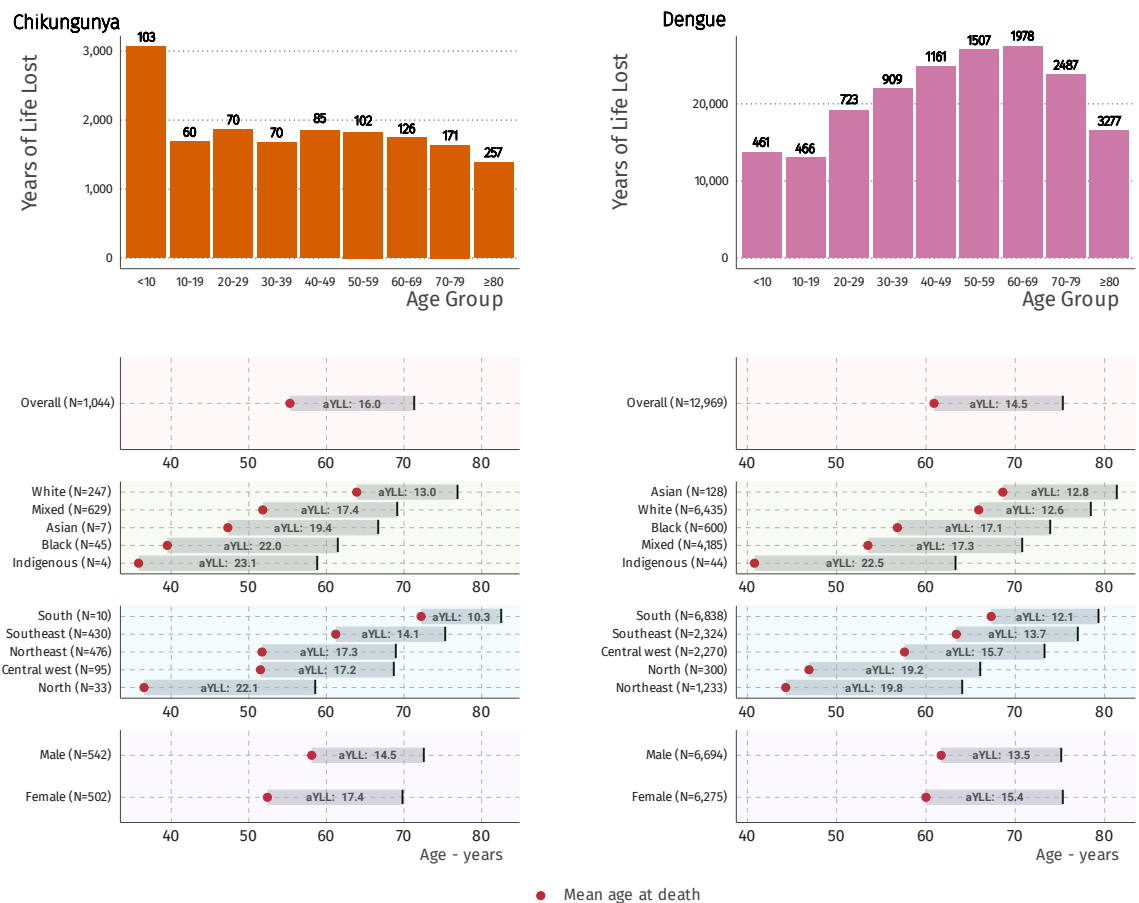 Chikungunya
Years of Life Lost
3,000
2,000
1,000
0
103
60
70
70
85
102
126
171
257
<10 10-19 20-29 30-39 40-49 50-59 60-69 70-79 ≥80
Age Group
Dengue
Years of Life Lost
20,000
10,000
0
461
466
723
909
1161
1507
1978
2487
3277
<10 10-19 20-29 30-39 40-49 50-59 60-69 70-79 ≥80
Age Group
Overall (N=1,044) aYLL: 16.0
40 50 60 70 80
White (N=247) aYLL: 13.0
Mixed (N=629) aYLL: 17.4
Asian (N=7) aYLL: 19.4
Black (N=45) aYLL: 22.0
Indigenous (N=4) aYLL: 23.1
40 50 60 70 80
South (N=10) aYLL: 10.3
Southeast (N=430) aYLL: 14.1
Northeast (N=476) aYLL: 17.3
Central west (N=95) aYLL: 17.2
North (N=33) aYLL: 22.1
40 50 60 70 80
Male (N=542) aYLL: 14.5
Female (N=502) aYLL: 17.4
40 50 60 70 80
Age - years
Overall (N=12,969) aYLL: 14.5
40 50 60 70 80
Asian (N=128) aYLL: 12.8
White (N=6,435) aYLL: 12.6
Black (N=600) aYLL: 17.1
Mixed (N=4,185) aYLL: 17.3
Indigenous (N=44) aYLL: 22.5
40 50 60 70 80
South (N=6,838) aYLL: 12.1
Southeast (N=2,324) aYLL: 13.7
Central west (N=2,270) aYLL: 15.7
North (N=300) aYLL: 19.2
Northeast (N=1,233) aYLL: 19.8
40 50 60 70 80
Male (N=6,694) aYLL: 13.5
Female (N=6,275) aYLL: 15.4
40 50 60 70 80
Age - years
Mean age at death